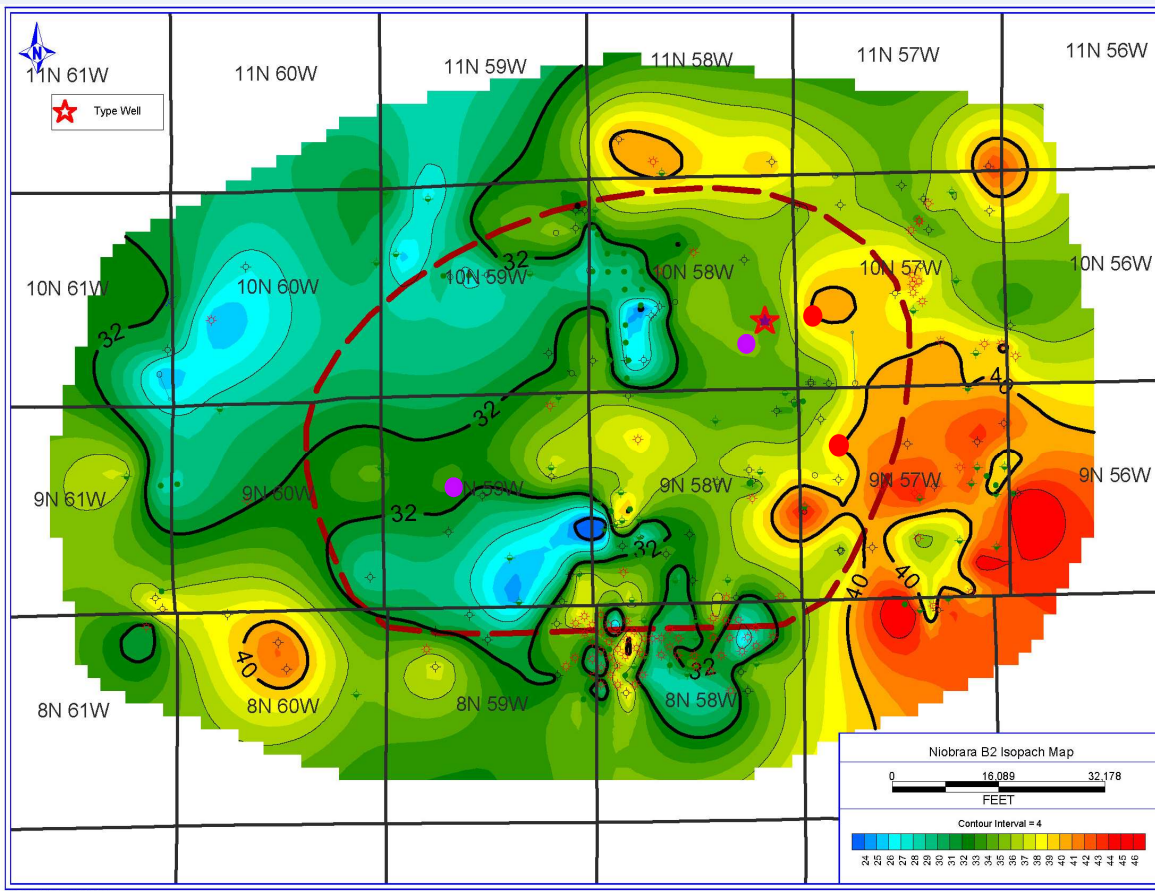 N
11N 61W
11N 60W
11N 59W
11N 58W
11N 57W
11N 56W
Type Well
10N 61W
10N 60W
10N 59W
10N 58W
10N 57W
10N 56W
32
32
32
9N 61W
9N 60W
N 59W
9N 58W
9N 57W
9N 56W
32
32
40
40
40
40
32
8N 61W
8N 60W
8N 59W
8N 58W
Niobrara B2 Isopach Map
0 16,089 32,178
FEET
Contour Interval = 4
24 25 26 27 28 29 30 31 32 33 34 35 36 37 38 39 40 41 42 43 44 45 46